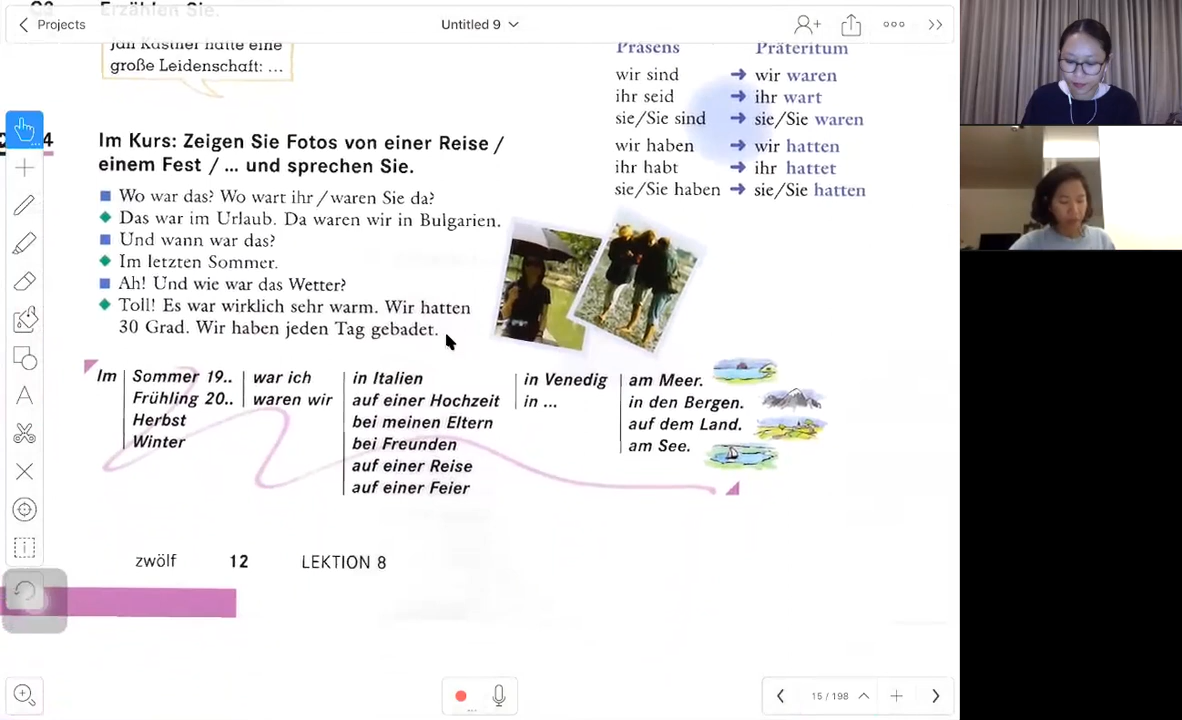 Erzählen Sie.
Projects
Untitled 9
Jan Kästner hatte eine
große Leidenschaft: ...
Präsens Präteritum
wir sind → wir waren
ihr seid → ihr wart
sie/Sie sind → sie/Sie waren
wir haben → wir hatten
ihr habt → ihr hattet
sie/Sie haben → sie/Sie hatten
4
Im Kurs: Zeigen Sie Fotos von einer Reise /
einem Fest / ... und sprechen Sie.
Wo war das? Wo wart ihr / waren Sie da?
Das war im Urlaub. Da waren wir in Bulgarien.
Und wann war das?
Im letzten Sommer.
Ah! Und wie war das Wetter?
Toll! Es war wirklich sehr warm. Wir hatten
30 Grad. Wir haben jeden Tag gebadet.
Im Sommer 19.. war ich in Italien in Venedig am Meer.
Frühling 20.. waren wir auf einer Hochzeit in ... in den Bergen.
Herbst bei meinen Eltern auf dem Land.
Winter bei Freunden am See.
auf einer Reise
auf einer Feier
zwölf 12 LEKTION 8
15 / 198